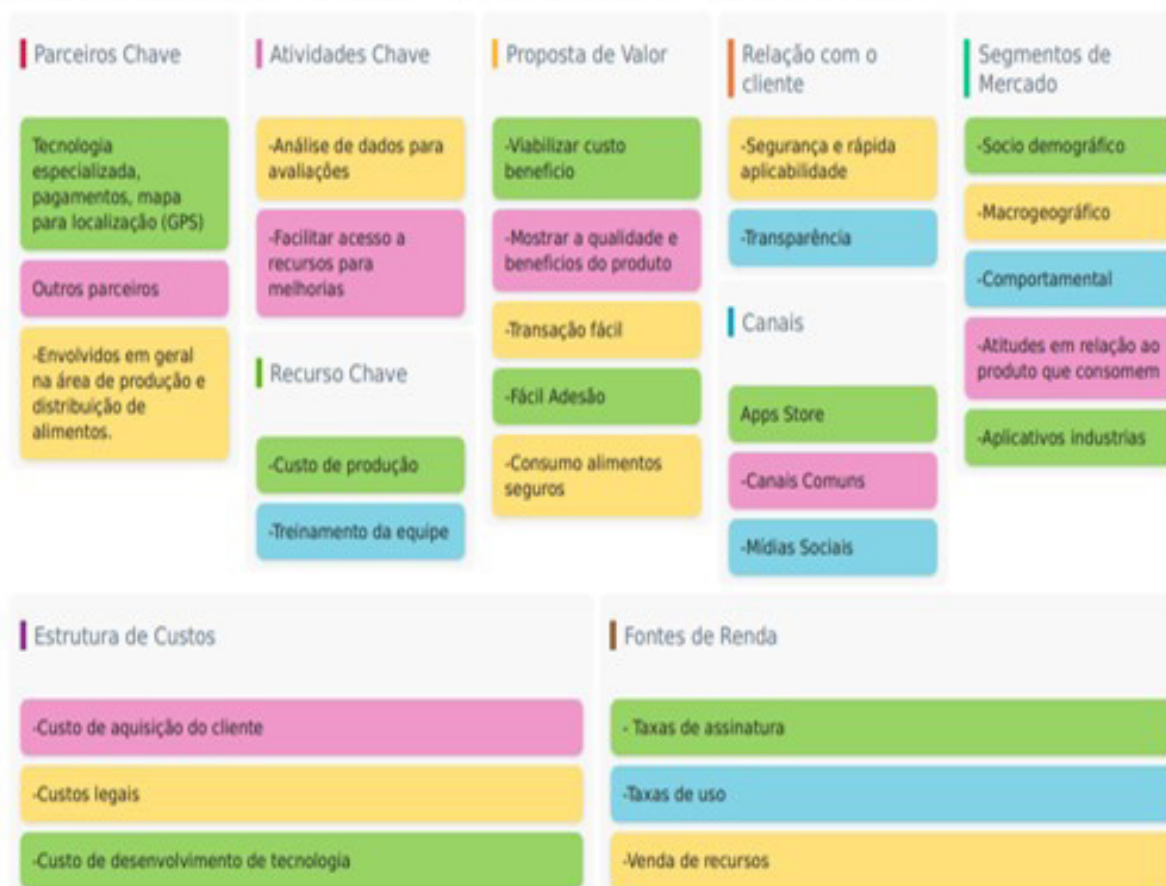 Parceiros Chave
Tecnologia
especializada,
pagamentos, mapa
para localização (GPS)
Outros parceiros
-Envolvidos em geral
na área de produção e
distribuição de
alimentos.
Atividades Chave
-Análise de dados para
avaliações
-Facilitar acesso a
recursos para
melhorias
Recurso Chave
-Custo de produção
-Treinamento da equipe
Proposta de Valor
-Viabilizar custo
beneficio
-Mostrar a qualidade e
beneficios do produto
-Transação fácil
-Fácil Adesão
-Consumo alimentos
seguros
Relação com o
cliente
-Segurança e rápida
aplicabilidade
-Transparência
Canais
Apps Store
-Canais Comuns
-Mídias Sociais
Segmentos de
Mercado
-Socio demográfico
-Macrogeográfico
-Comportamental
-Atitudes em relação ao
produto que consomem
-Aplicativos industrias
Estrutura de Custos
-Custo de aquisição do cliente
-Custos legais
-Custo de desenvolvimento de tecnologia
Fontes de Renda
- Taxas de assinatura
-Taxas de uso
-Venda de recursos